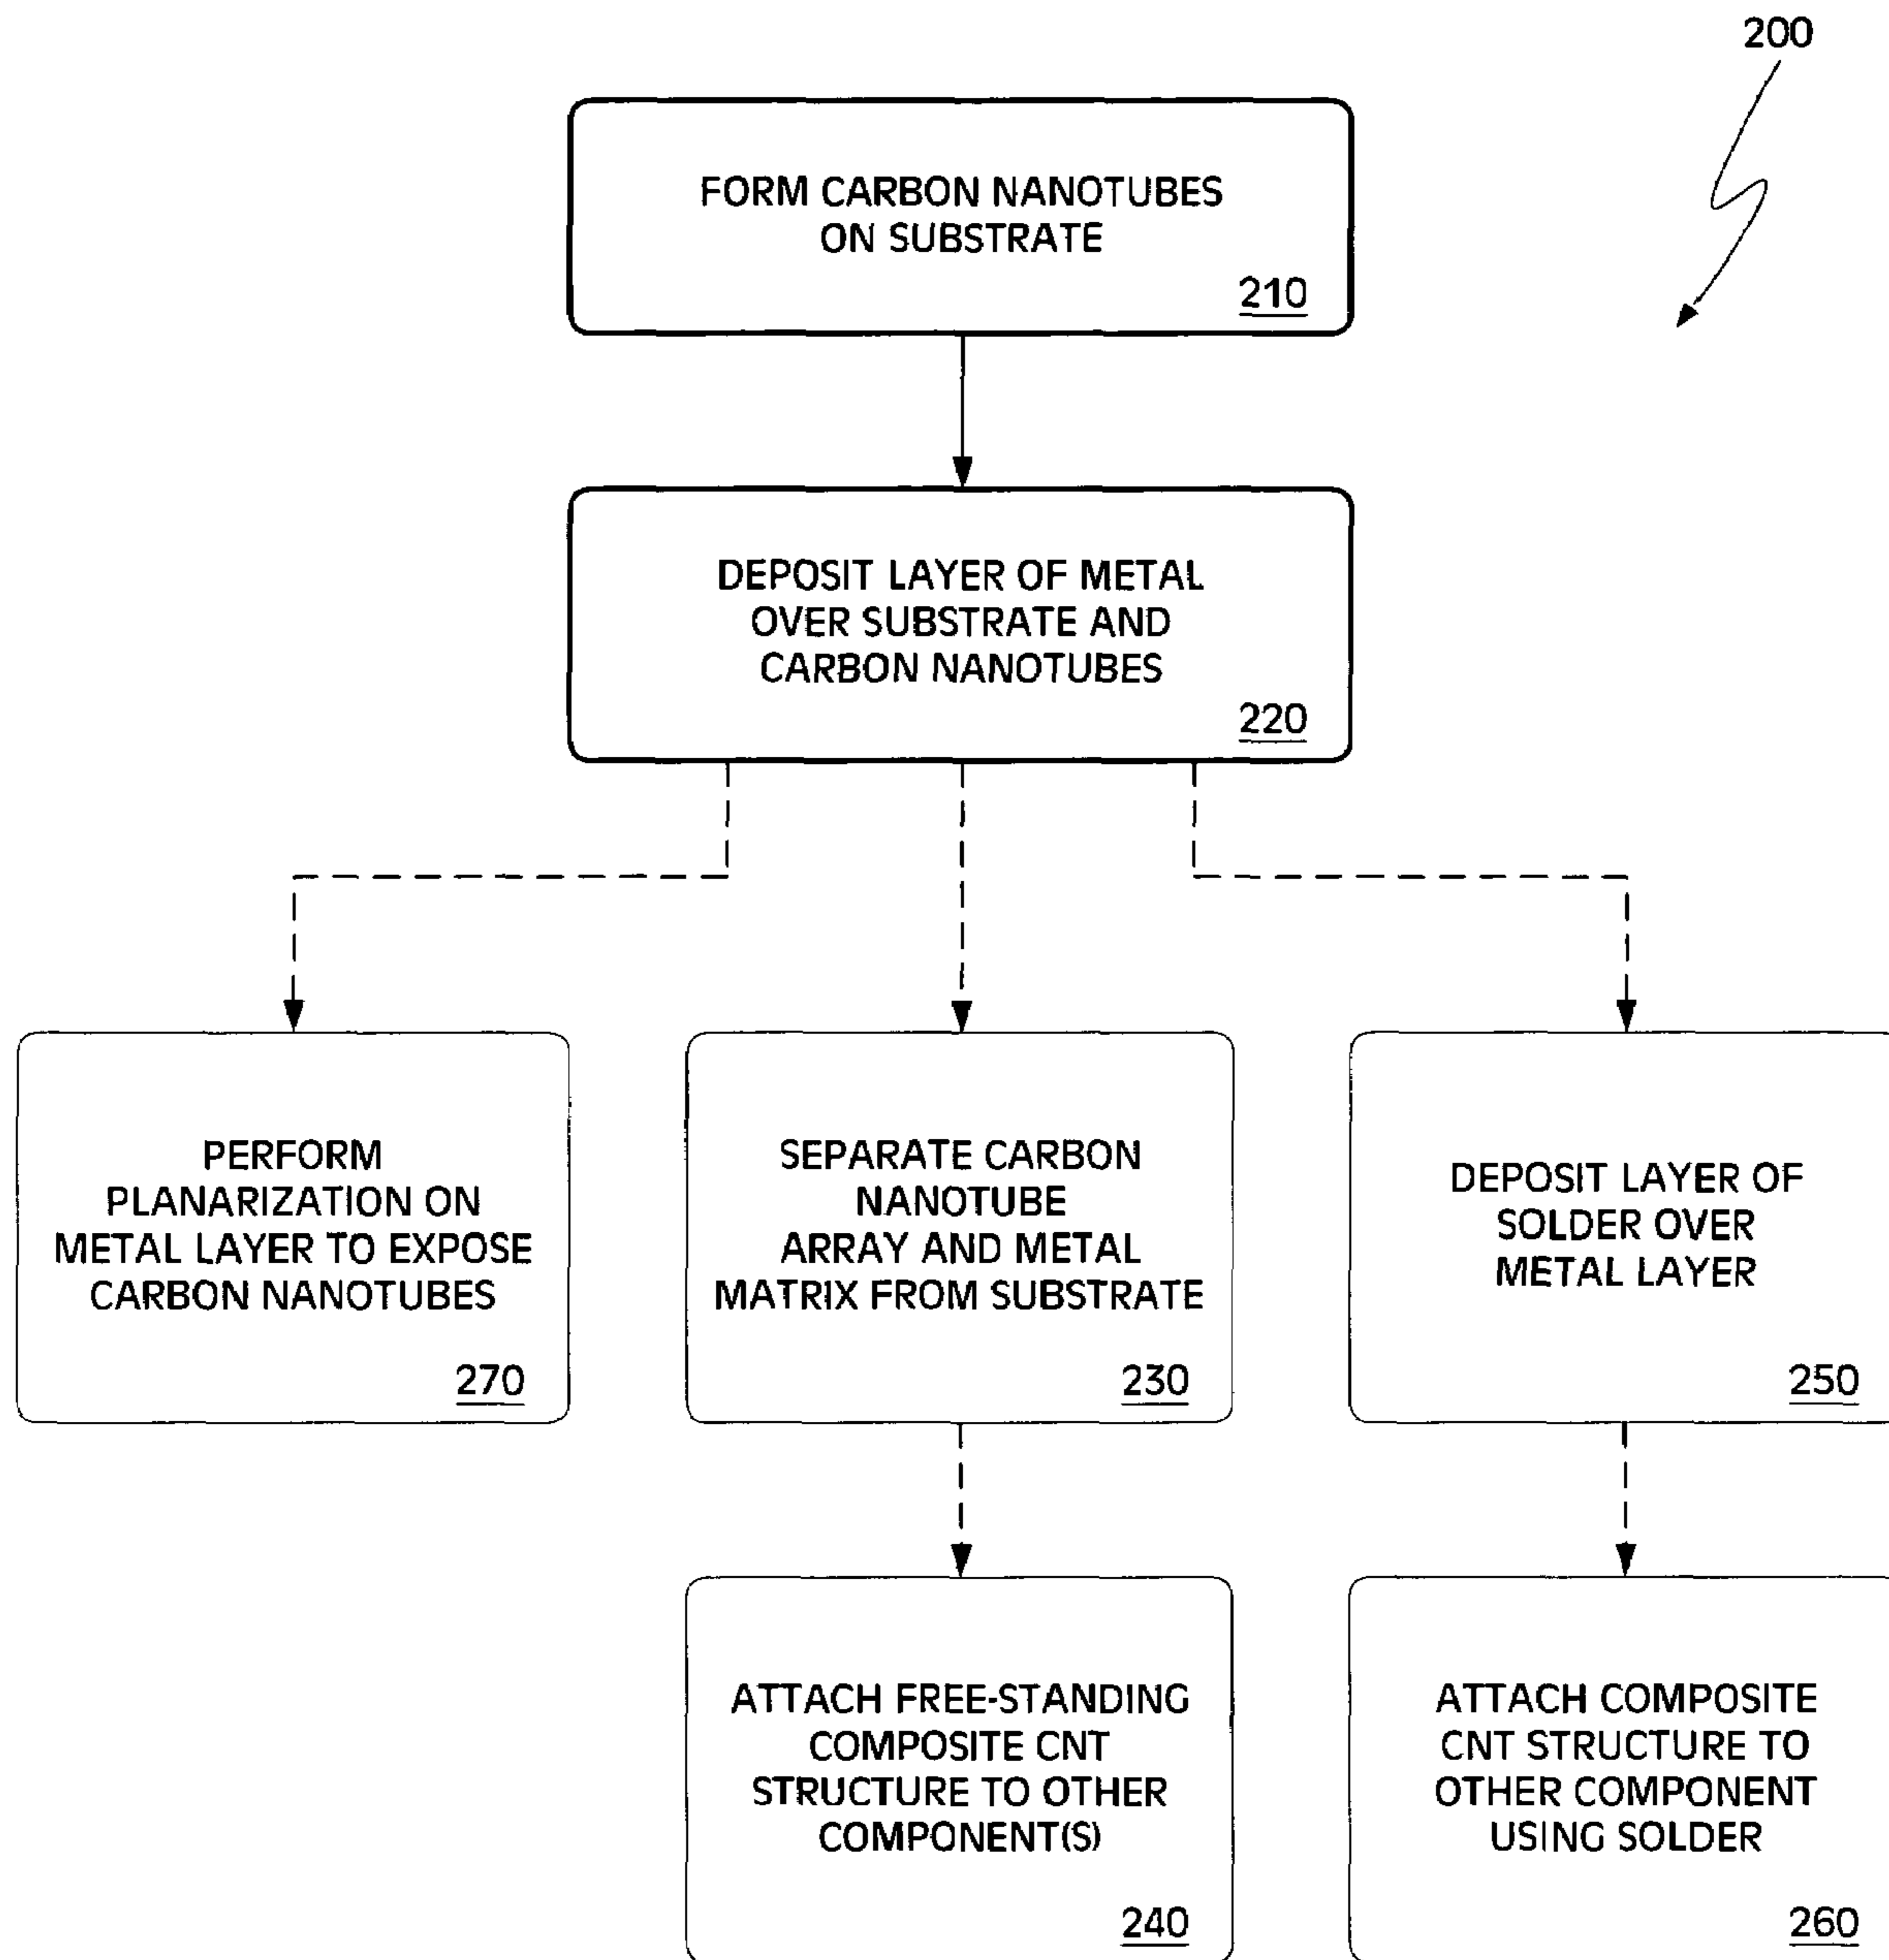 200
FORM CARBON NANOTUBES
ON SUBSTRATE
210
DEPOSIT LAYER OF METAL
OVER SUBSTRATE AND
CARBON NANOTUBES
220
PERFORM
PLANARIZATION ON
METAL LAYER TO EXPOSE
CARBON NANOTUBES
270
SEPARATE CARBON
NANOTUBE
ARRAY AND METAL
MATRIX FROM SUBSTRATE
230
DEPOSIT LAYER OF
SOLDER OVER
METAL LAYER
250
ATTACH FREE-STANDING
COMPOSITE CNT
STRUCTURE TO OTHER
COMPONENT(S)
240
ATTACH COMPOSITE
CNT STRUCTURE TO
OTHER COMPONENT
USING SOLDER
260